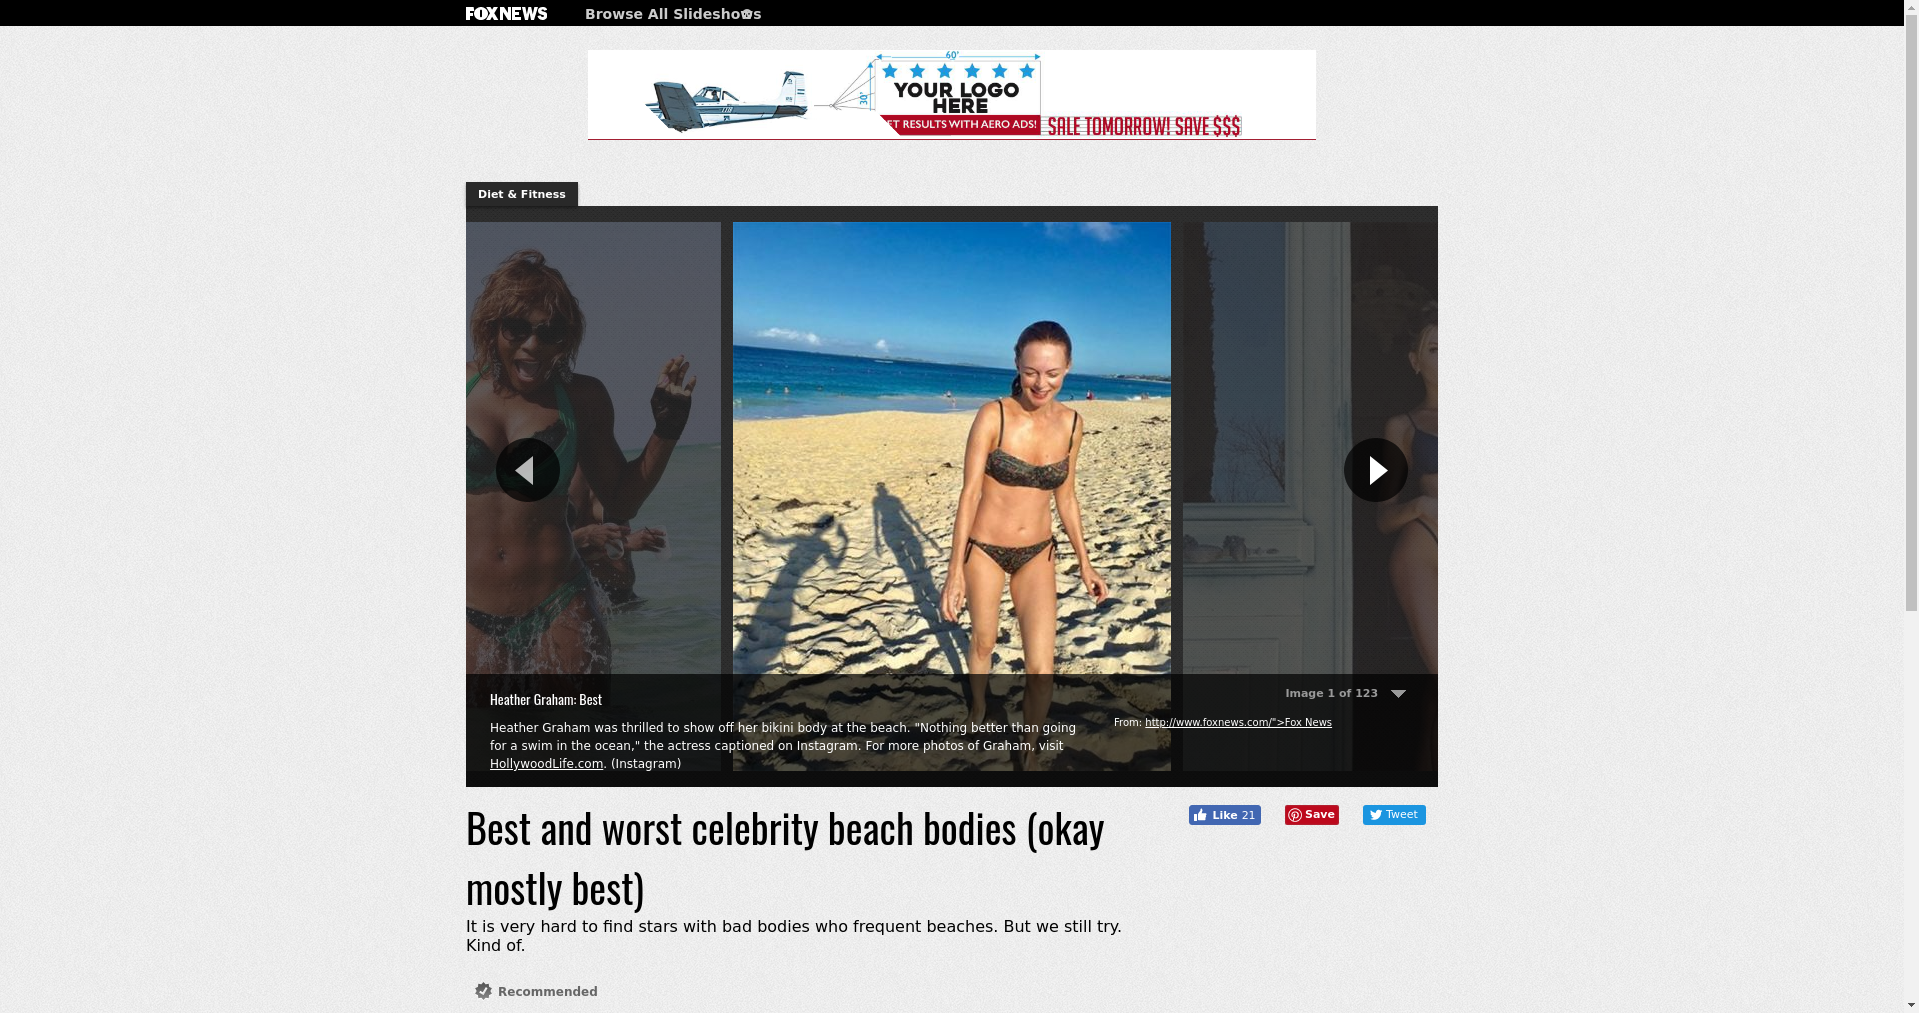 FOX NEWS
Browse All Slideshows
60'
30'
YOUR LOGO
HERE
ET RESULTS WITH AERO ADS!
SALE TOMORROW! SAVE $$$
Diet & Fitness
Heather Graham: Best
Image 1 of 123
Heather Graham was thrilled to show off her bikini body at the beach. "Nothing better than going
for a swim in the ocean," the actress captioned on Instagram. For more photos of Graham, visit
HollywoodLife.com. (Instagram)
From: http://www.foxnews.com/">Fox News
Best and worst celebrity beach bodies (okay
mostly best)
Like 21
Save
Tweet
It is very hard to find stars with bad bodies who frequent beaches. But we still try.
Kind of.
Recommended